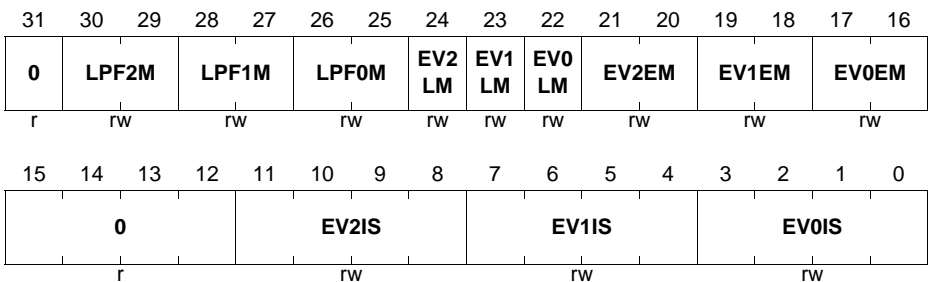 31 30 29 28 27 26 25 24 23 22 21 20 19 18 17 16
0 LPF2M LPF1M LPF0M EV2 LM EV1 LM EV0 LM EV2EM EV1EM EV0EM
r rw rw rw rw rw rw rw rw rw
15 14 13 12 11 10 9 8 7 6 5 4 3 2 1 0
0 EV2IS EV1IS EV0IS
r rw rw rw